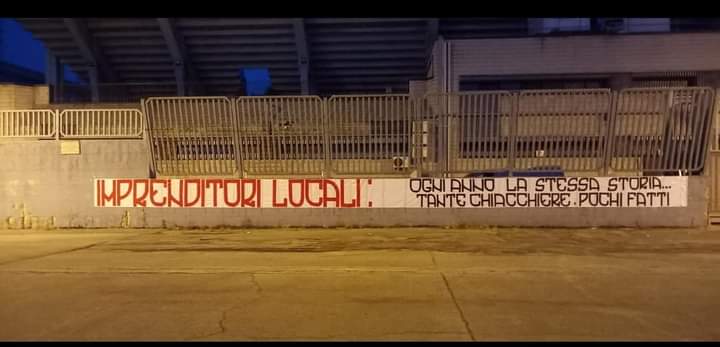 IMPRENDITORI LOCALI:
OGNI ANNO LA STESSA STORIA...
TANTE CHIACCHIERE. POCHI FATTI